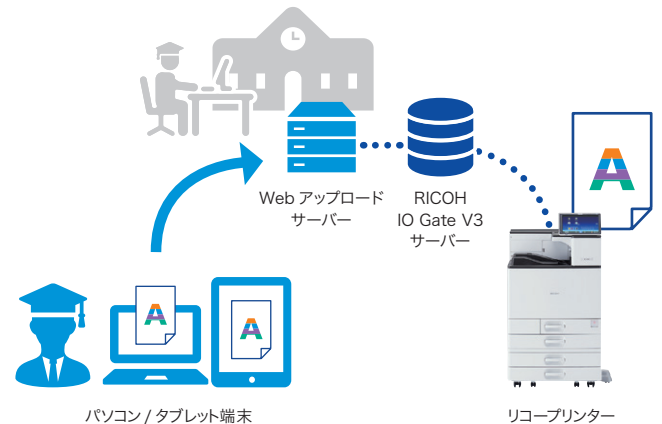 Web アップロード
サーバー
RICOH
IO Gate V3
サーバー
A
A
A
パソコン / タブレット端末
リコープリンター